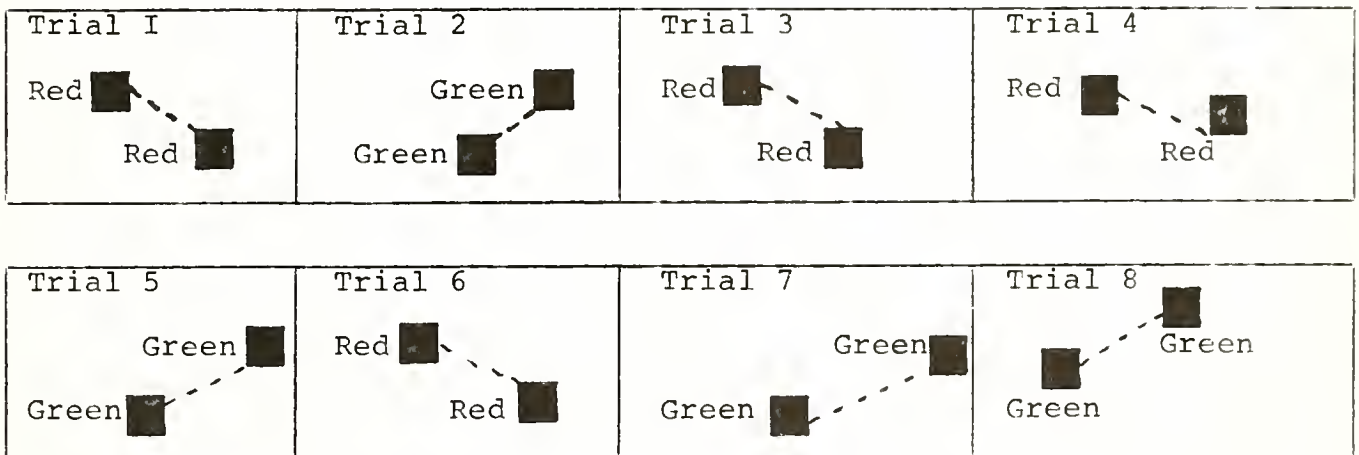 Trial I
Trial 2
Trial 3
Trial 4
Red
Green
Red
Red
Red
Green
Red
Red
Trial 5
Trial 6
Trial 7
Trial 8
Green
Red
Green
Green
Green
Red
Green
Green